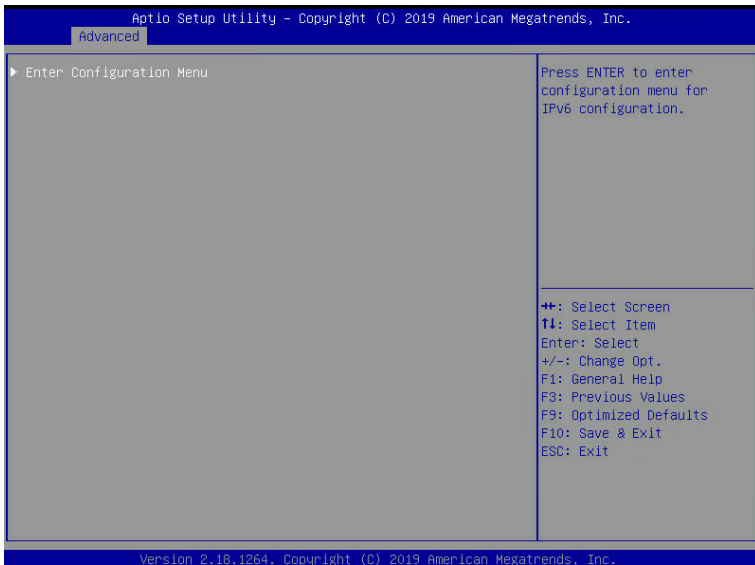 Aptio Setup Utility – Copyright (C) 2019 American Megatrends, Inc.
Advanced
▶ Enter Configuration Menu
Press ENTER to enter
configuration menu for
IPv6 configuration.
→←: Select Screen
↑↓: Select Item
Enter: Select
+/-: Change Opt.
F1: General Help
F3: Previous Values
F9: Optimized Defaults
F10: Save & Exit
ESC: Exit
Version 2.18.1264. Copyright (C) 2019 American Megatrends, Inc.